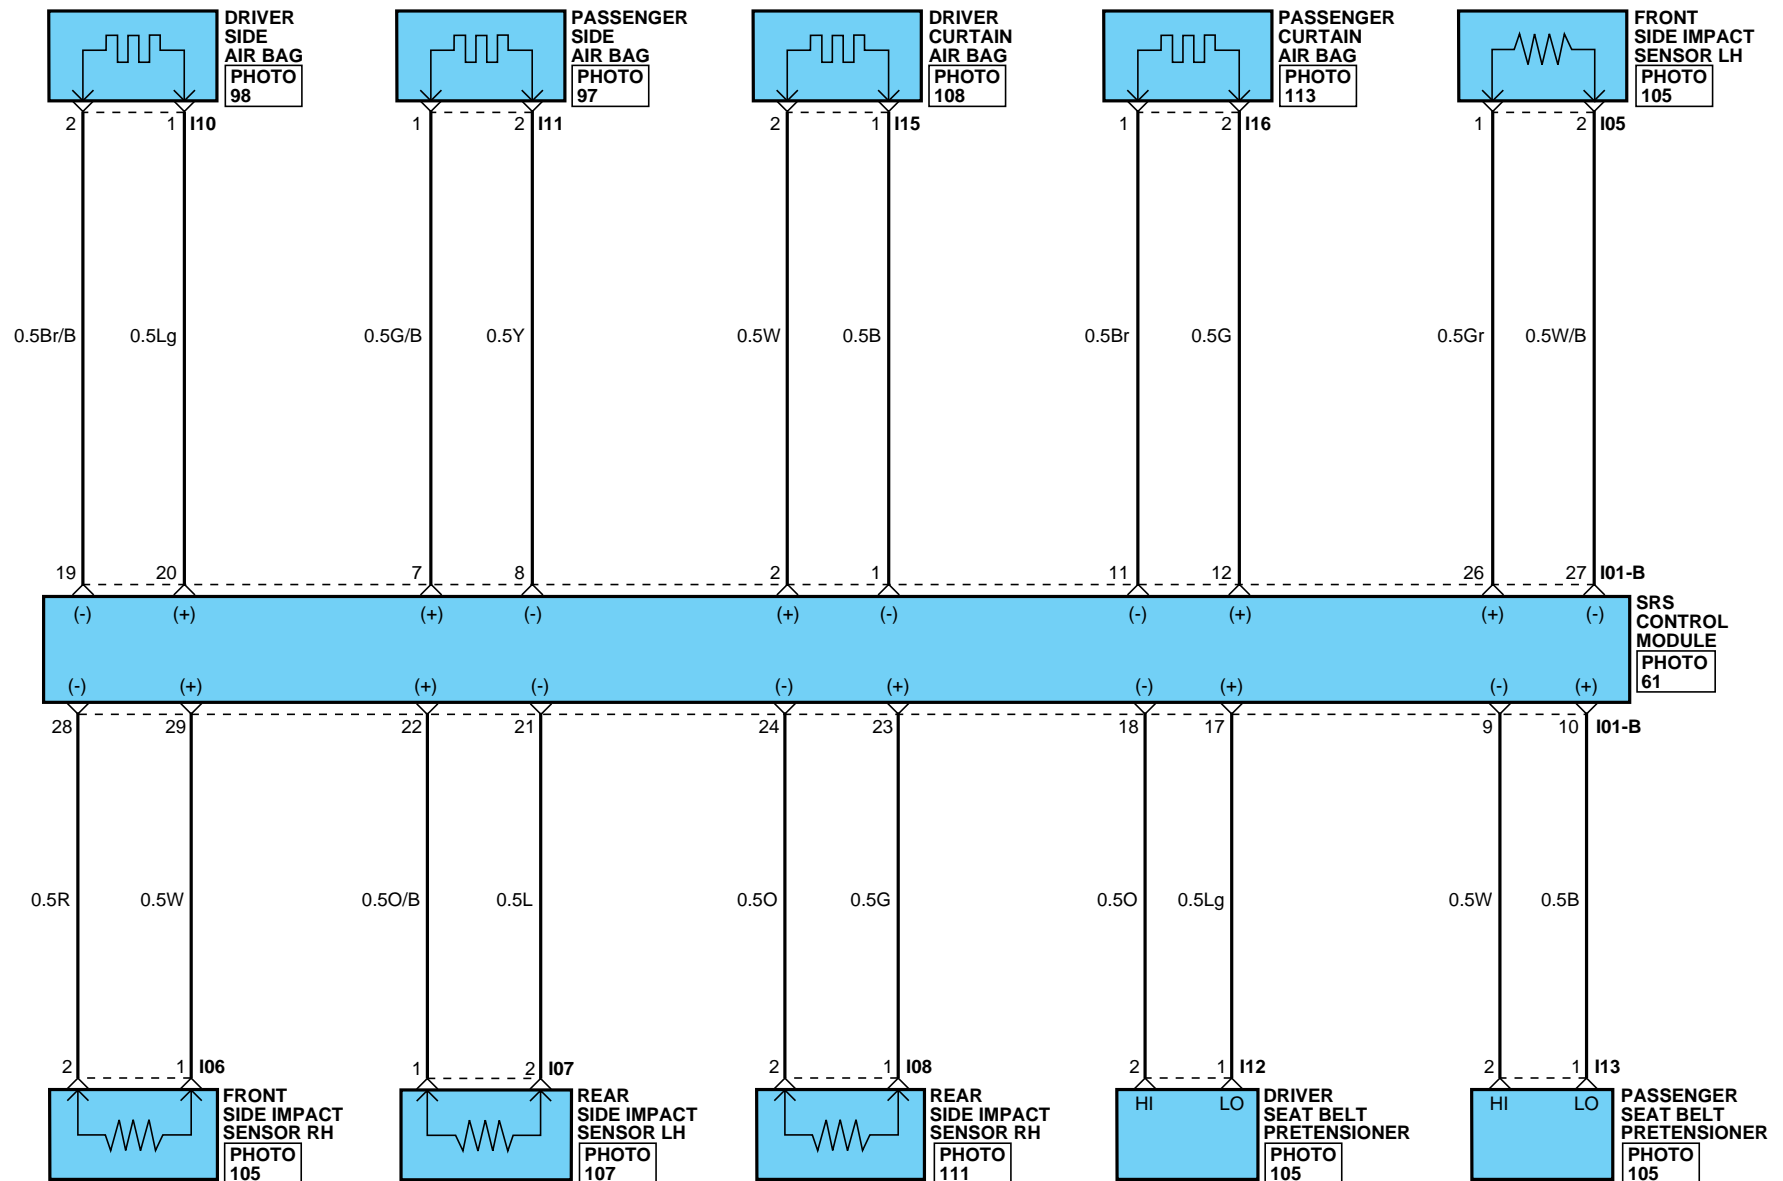 DRIVER
SIDE
AIR BAG
PHOTO
98
PASSENGER
SIDE
AIR BAG
PHOTO
97
DRIVER
CURTAIN
AIR BAG
PHOTO
108
PASSENGER
CURTAIN
AIR BAG
PHOTO
113
FRONT
SIDE IMPACT
SENSOR LH
PHOTO
105
2 1 I10 1 2 I11 2 1 I15 1 2 I16 1 2 I05
0.5Br/B 0.5Lg 0.5G/B 0.5Y 0.5W 0.5B 0.5Br 0.5G 0.5Gr 0.5W/B
19 20 7 8 2 1 11 12 26 27 I01-B
(-) (+) (+) (-) (+) (-) (-) (+) (+) (-)
SRS
CONTROL
MODULE
PHOTO
61
(-) (+) (+) (-) (-) (+) (-) (+) (-) (+)
28 29 22 21 24 23 18 17 9 10 I01-B
0.5R 0.5W 0.5O/B 0.5L 0.5O 0.5G 0.5O 0.5Lg 0.5W 0.5B
2 1 I06 1 2 I07 2 1 I08 2 1 I12 2 1 I13
FRONT
SIDE IMPACT
SENSOR RH
PHOTO
105
REAR
SIDE IMPACT
SENSOR LH
PHOTO
107
REAR
SIDE IMPACT
SENSOR RH
PHOTO
111
HI LO
DRIVER
SEAT BELT
PRETENSIONER
PHOTO
105
HI LO
PASSENGER
SEAT BELT
PRETENSIONER
PHOTO
105